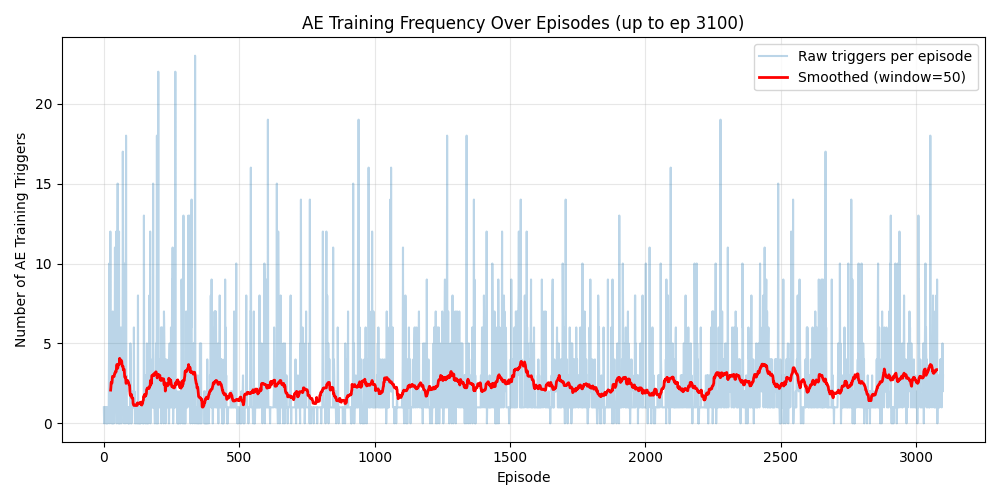 AE Training Frequency Over Episodes (up to ep 3100)
Raw triggers per episode
Smoothed (window=50)
Number of AE Training Triggers
20
15
10
5
0
0 500 1000 1500 2000 2500 3000
Episode